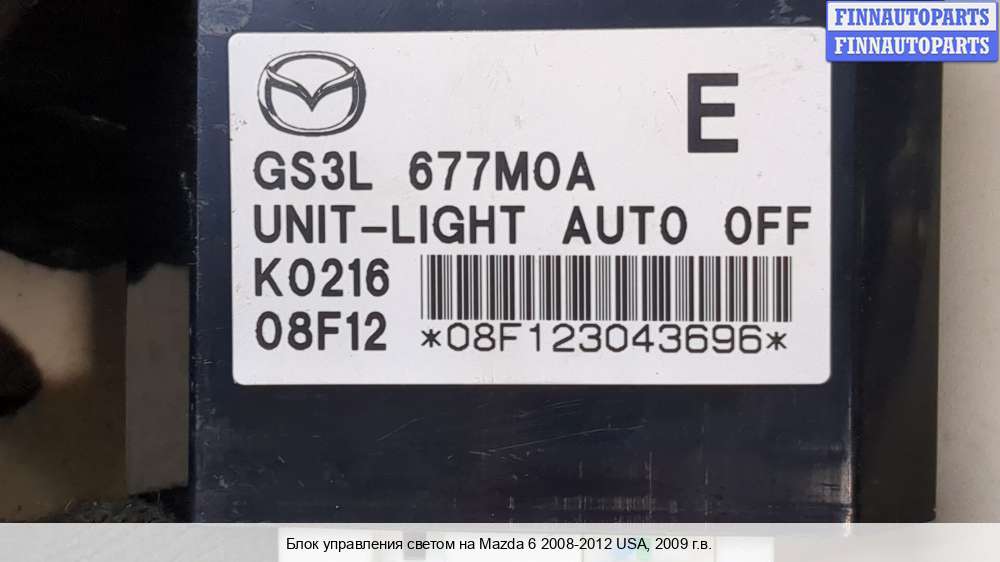 FINNAUTOPARTS
FINNAUTOPARTS
E
GS3L 677M0A
UNIT-LIGHT AUTO OFF
K0216
08F12 *08F123043696*
Блок управления светом на Mazda 6 2008-2012 USA, 2009 г.в.